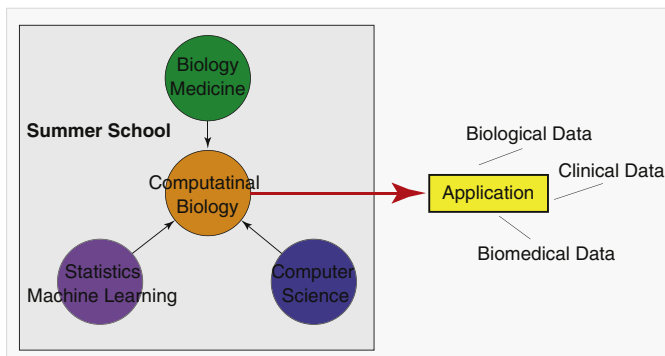 Biology
Medicine
Summer School
Computatinal
Biology
Statistics
Machine Learning
Computer
Science
Application
Biological Data
Clinical Data
Biomedical Data